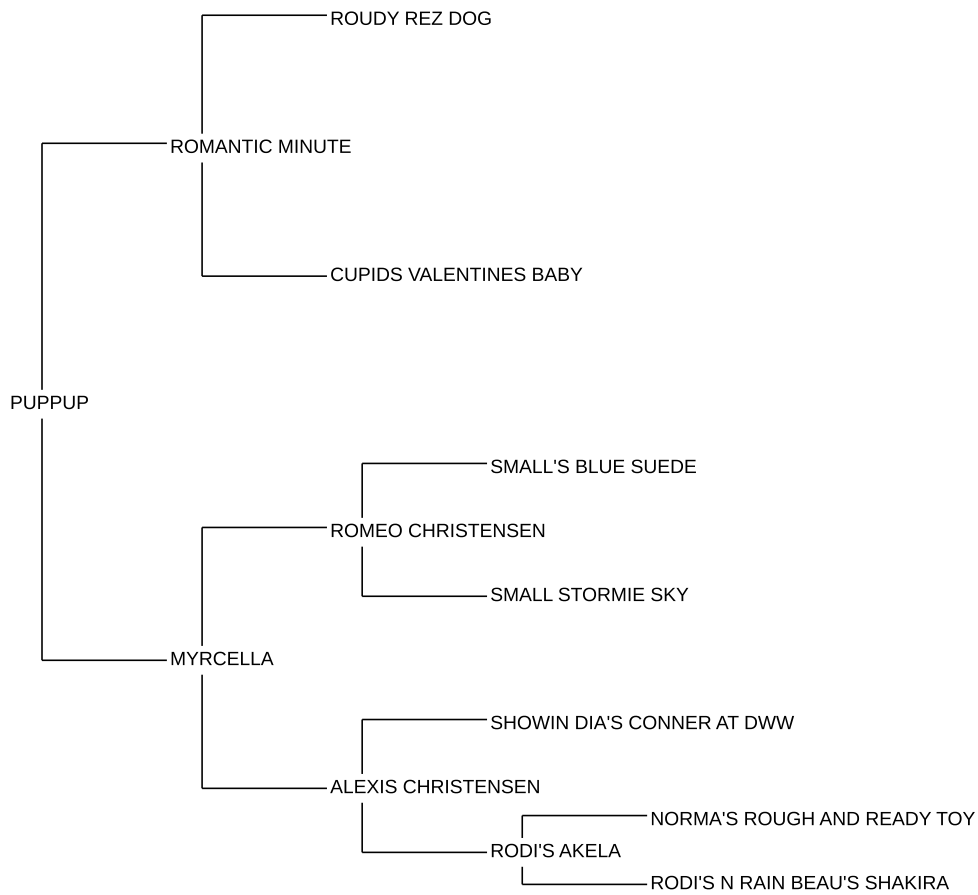 ROUDY REZ DOG
ROMANTIC MINUTE
CUPIDS VALENTINES BABY
PUPPUP
SMALL'S BLUE SUEDE
ROMEO CHRISTENSEN
SMALL STORMIE SKY
MYRCELLA
SHOWIN DIA'S CONNER AT DWW
ALEXIS CHRISTENSEN
NORMA'S ROUGH AND READY TOY
RODI'S AKELA
RODI'S N RAIN BEAU'S SHAKIRA